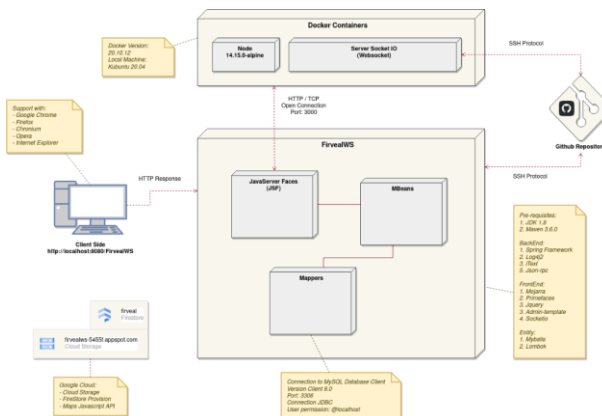 Docker Containers
Docker Version:
20.10.12
Local Machine:
Kubuntu 20.04
Node
14.15.0-alpine
Server Socket IO
(Websocket)
SSH Protocol
HTTP / TCP
Open Connection
Port: 3000
Support with:
- Google Chrome
- Firefox
- Chromium
- Opera
- Internet Explorer
Github Repository
FirvealWS
HTTP Response
JavaServer Faces
(JSF)
MBeans
SSH Protocol
Client Side
http://localhost:8080/FirvealWS
Mappers
Pre-requisites:
1. JDK 1.8
2. Maven 3.6.0
BackEnd:
1. Spring Framework
2. Log4j2
3. iText
5. Json-rpc
FrontEnd:
1. Mojarra
2. Primefaces
3. Jquery
3. Admin-template
4. SocketIo
Entity:
1. Mybatis
2. Lombok
firveal
Firestore
Cloud Storage
Google Cloud:
- Cloud Storage
- FireStore Provision
- Maps Javascript API
Connection to MySQL Database Client
Version Client 8.0
Port: 3306
Connection JDBC
User permission: @localhost